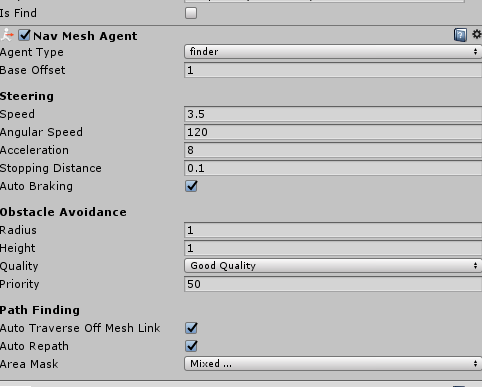 Is Find
Nav Mesh Agent
Agent Type finder
Base Offset 1
Steering
Speed 3.5
Angular Speed 120
Acceleration 8
Stopping Distance 0.1
Auto Braking
Obstacle Avoidance
Radius 1
Height 1
Quality Good Quality
Priority 50
Path Finding
Auto Traverse Off Mesh Link
Auto Repath
Area Mask Mixed ...